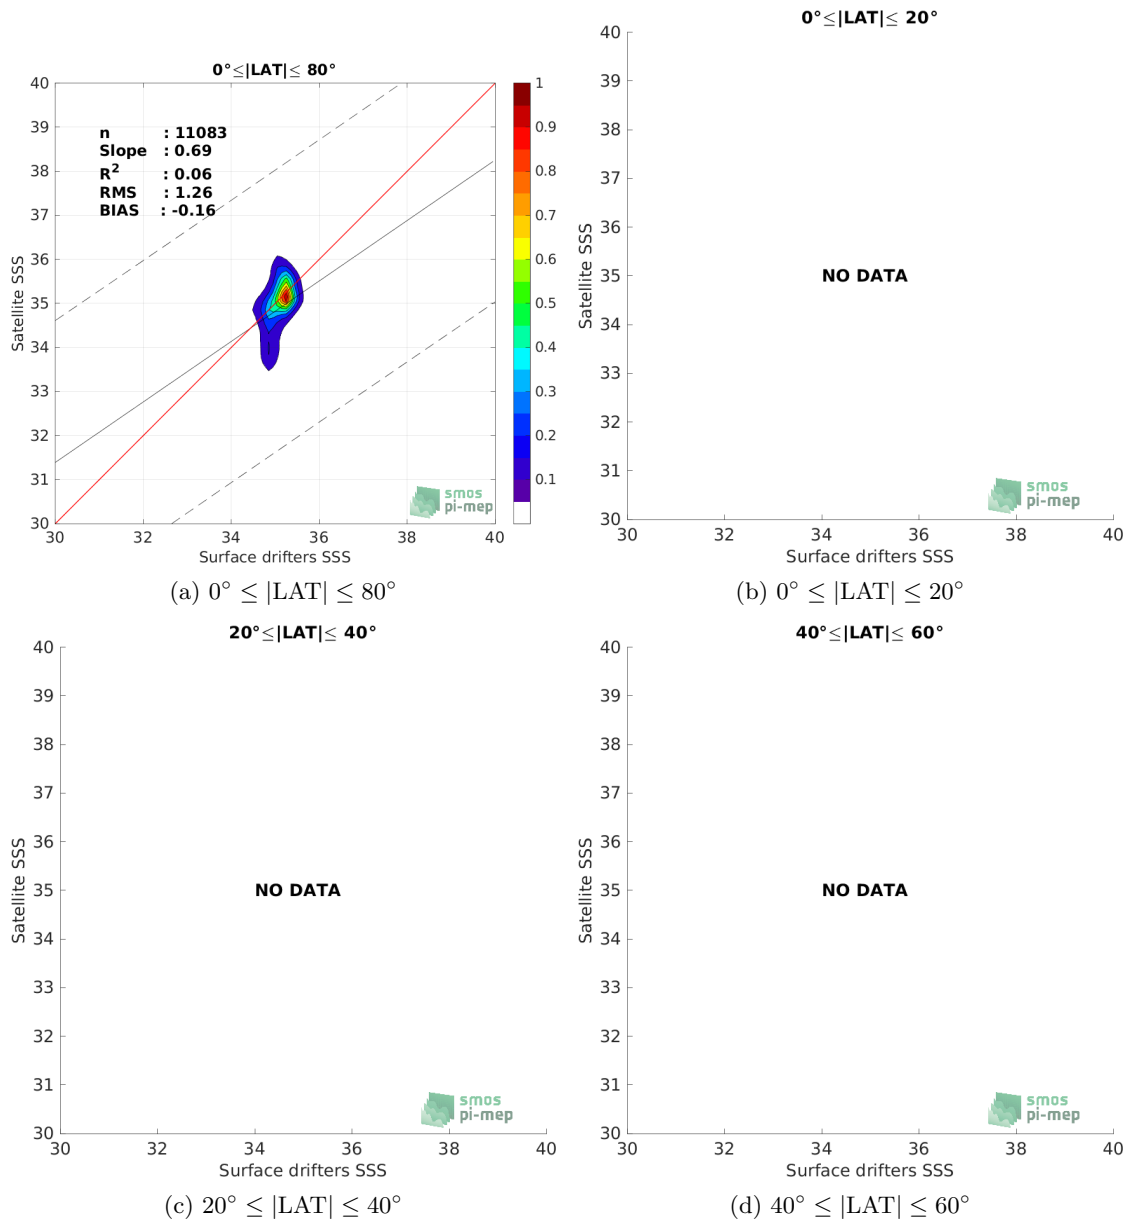 0°≤|LAT|≤ 80°
40
39
38
37
36
35
34
33
32
31
30
Satellite SSS
n : 11083
Slope : 0.69
R² : 0.06
RMS : 1.26
BIAS : -0.16
1
0.9
0.8
0.7
0.6
0.5
0.4
0.3
0.2
0.1
smos
pi-mep
30 32 34 36 38 40
Surface drifters SSS
(a) 0° ≤ |LAT| ≤ 80°
0°≤|LAT|≤ 20°
40
39
38
37
36
35
34
33
32
31
30
Satellite SSS
NO DATA
smos
pi-mep
30 32 34 36 38 40
Surface drifters SSS
(b) 0° ≤ |LAT| ≤ 20°
20°≤|LAT|≤ 40°
40
39
38
37
36
35
34
33
32
31
30
Satellite SSS
NO DATA
smos
pi-mep
30 32 34 36 38 40
Surface drifters SSS
(c) 20° ≤ |LAT| ≤ 40°
40°≤|LAT|≤ 60°
40
39
38
37
36
35
34
33
32
31
30
Satellite SSS
NO DATA
smos
pi-mep
30 32 34 36 38 40
Surface drifters SSS
(d) 40° ≤ |LAT| ≤ 60°